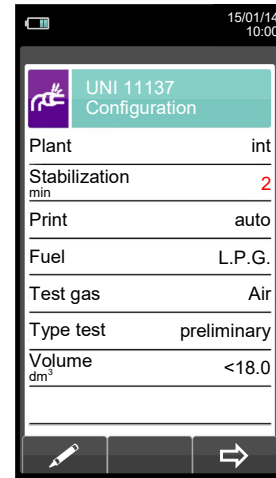 15/01/14
10:00
UNI 11137
Configuration
Plant int
Stabilization 2
min
Print auto
Fuel L.P.G.
Test gas Air
Type test preliminary
Volume <18.0
dm³